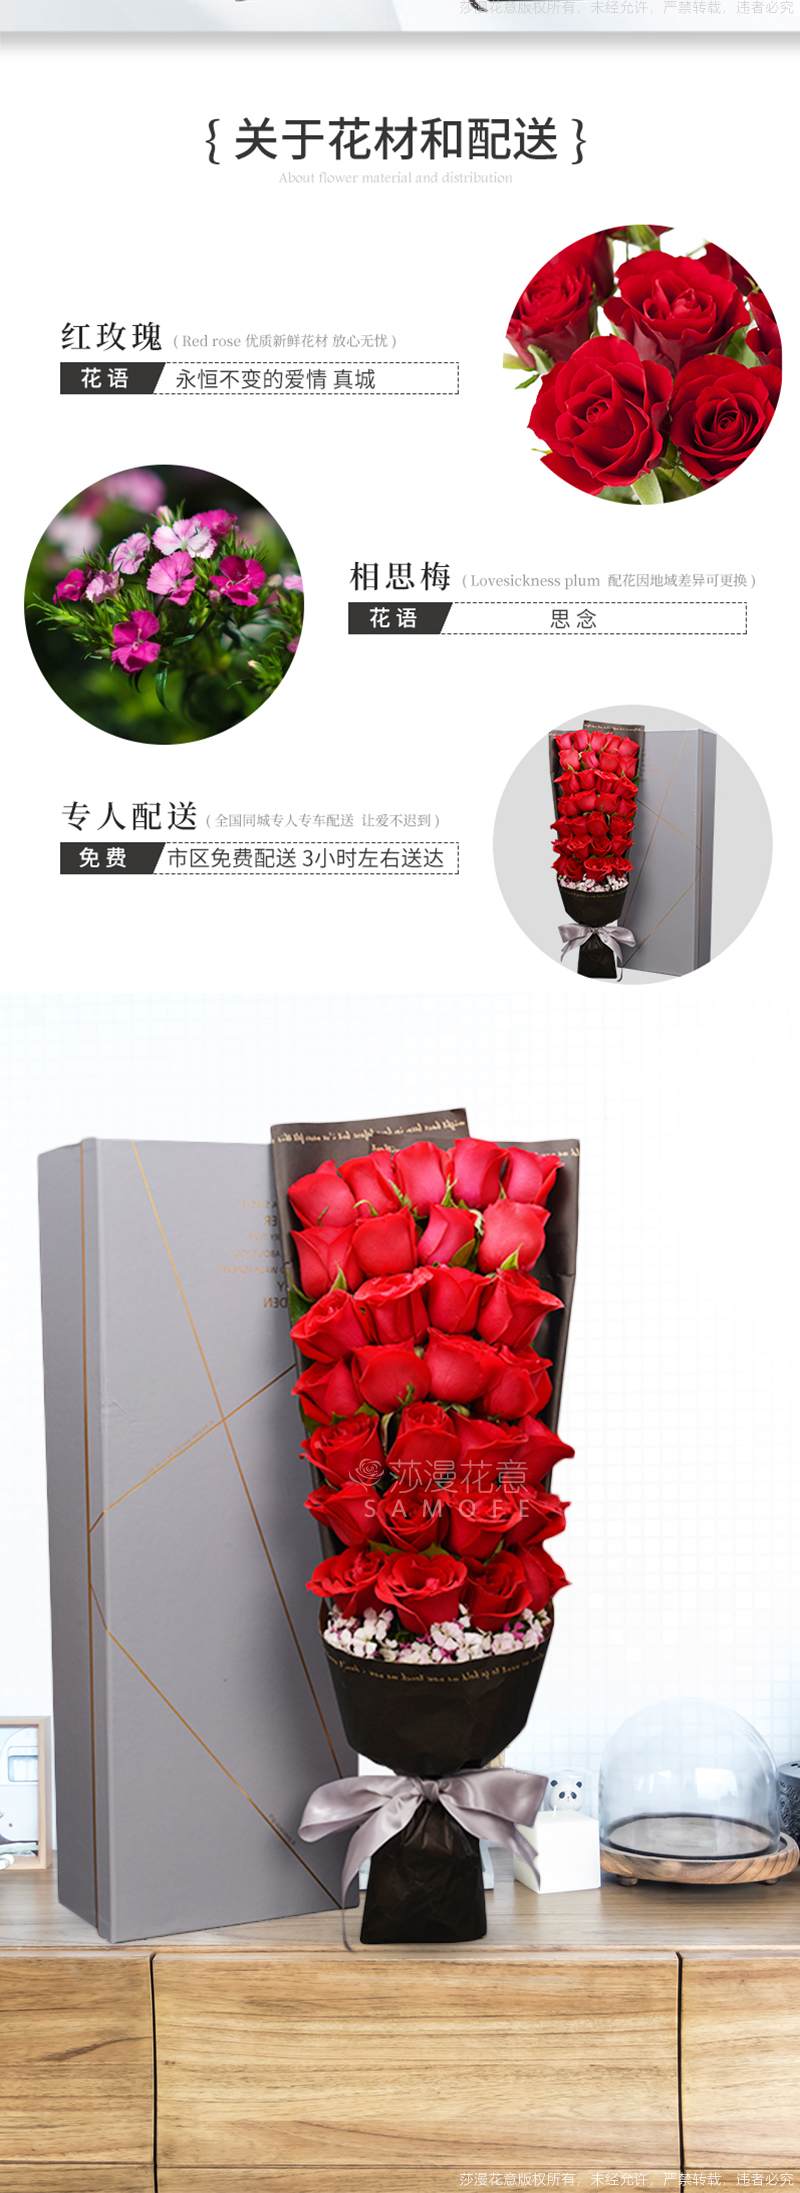 莎漫花意版权所有，未经允许，严禁转载，违者必究
{ 关于花材和配送 }
About flower material and distribution
红玫瑰 ( Red rose 优质新鲜花材 放心无忧 )
花语 永恒不变的爱情 真城
相思梅 ( Lovesickness plum 配花因地域差异可更换 )
花语 思念
专人配送 ( 全国同城专人专车配送 让爱不迟到 )
免费 市区免费配送 3小时左右送达
莎漫花意
SAMQFE
莎漫花意版权所有，未经允许，严禁转载，违者必究